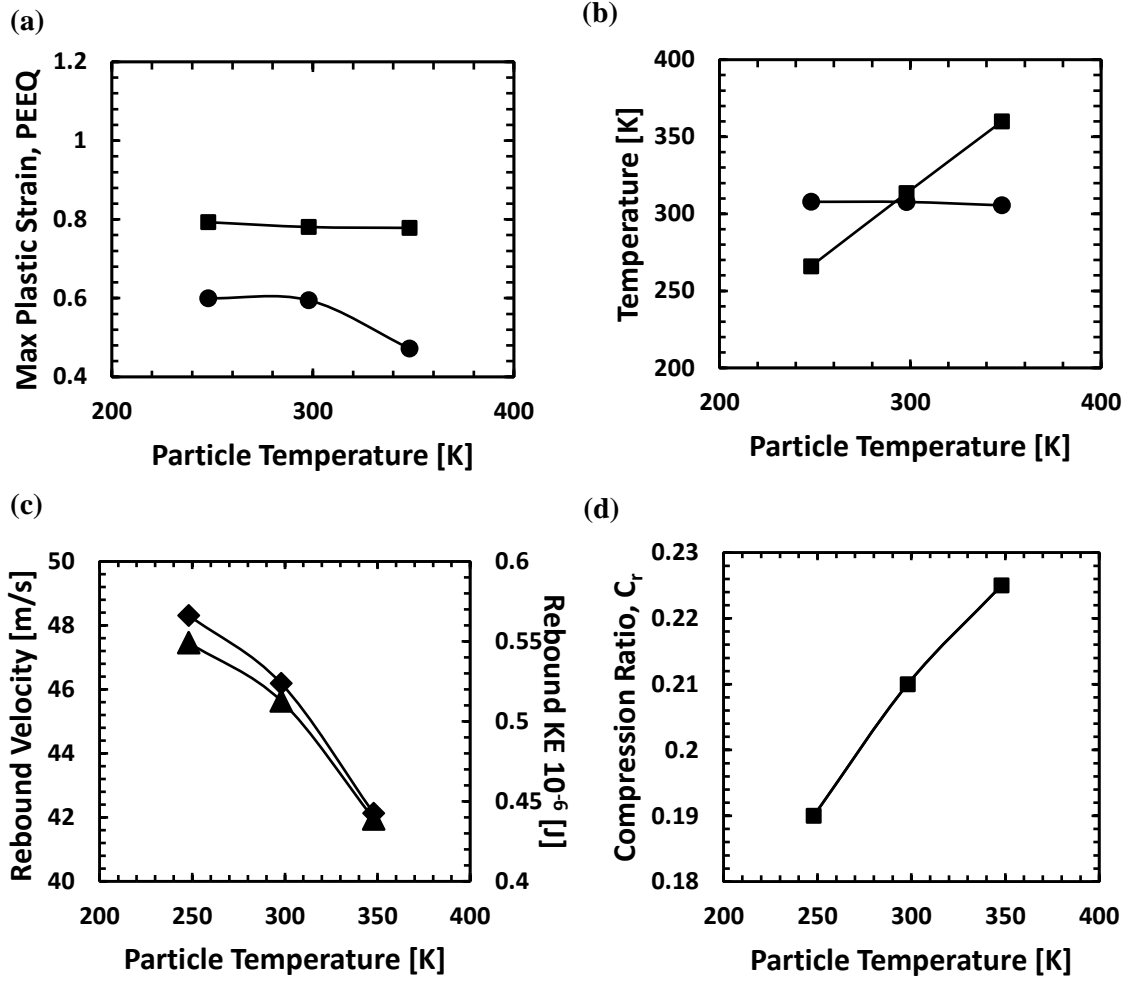 (a)
Max Plastic Strain, PEEQ
1.2
1
0.8
0.6
0.4
200 300 400
Particle Temperature [K]
(b)
Temperature [K]
400
350
300
250
200
200 300 400
Particle Temperature [K]
(c)
Rebound Velocity [m/s]
50
48
46
44
42
40
200 250 300 350 400
Particle Temperature [K]
0.6
0.55
0.5
0.45
0.4
Rebound KE 10⁻⁶ [J]
(d)
Compression Ratio, Cᵣ
0.23
0.22
0.21
0.2
0.19
0.18
200 250 300 350 400
Particle Temperature [K]